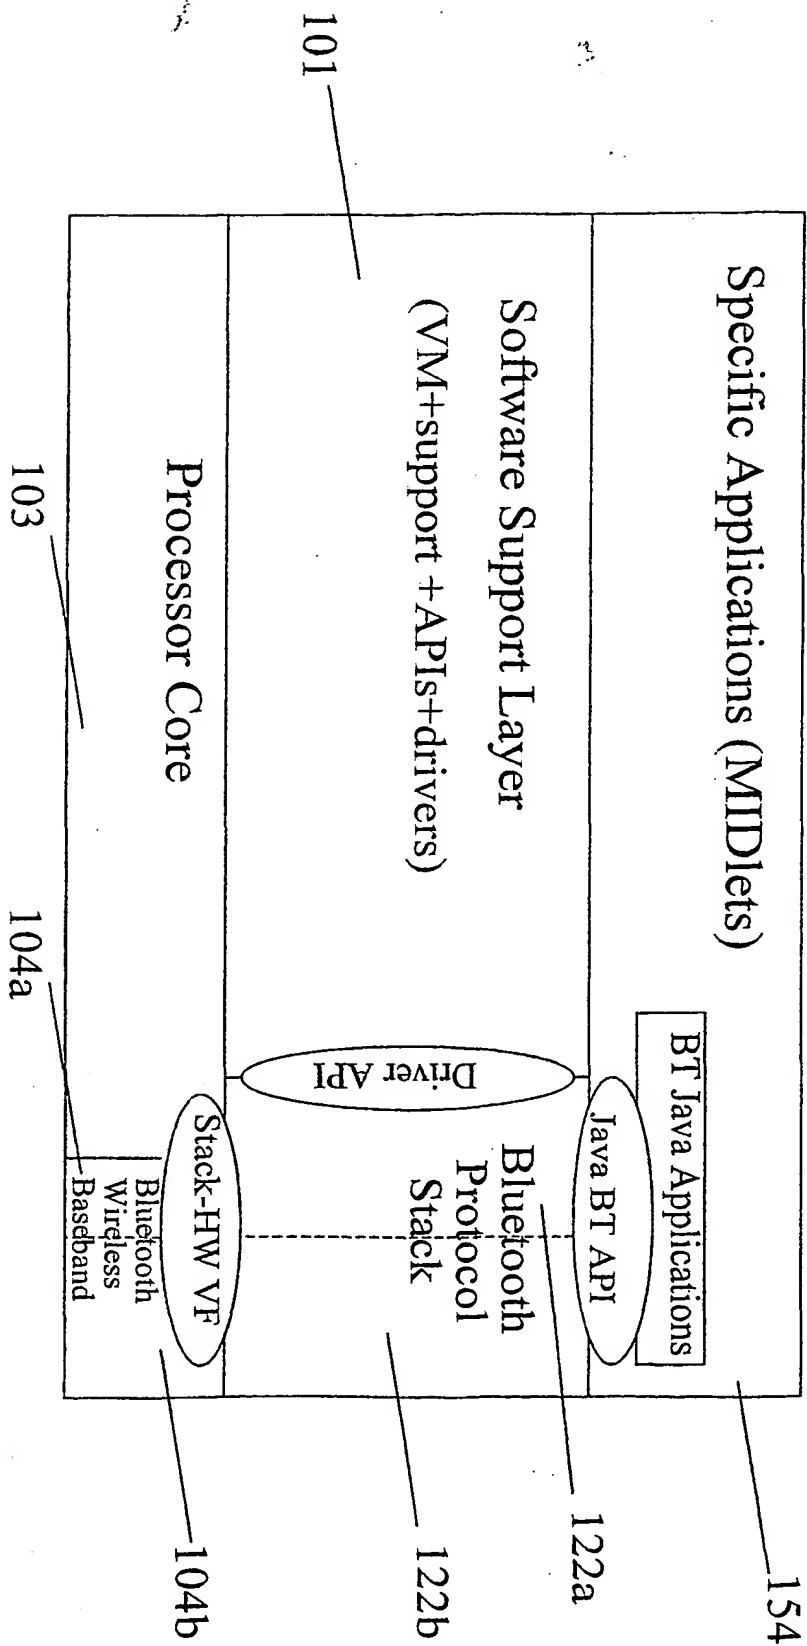 154
Specific Applications (MIDlets)
BT Java Applications
Java BT API
122a
101
Software Support Layer
(VM+support +APIs+drivers)
Driver API
Bluetooth
Protocol
Stack
122b
Processor Core
Stack-HW VF
Bluetooth
Wireless
Baseband
103
104a
104b